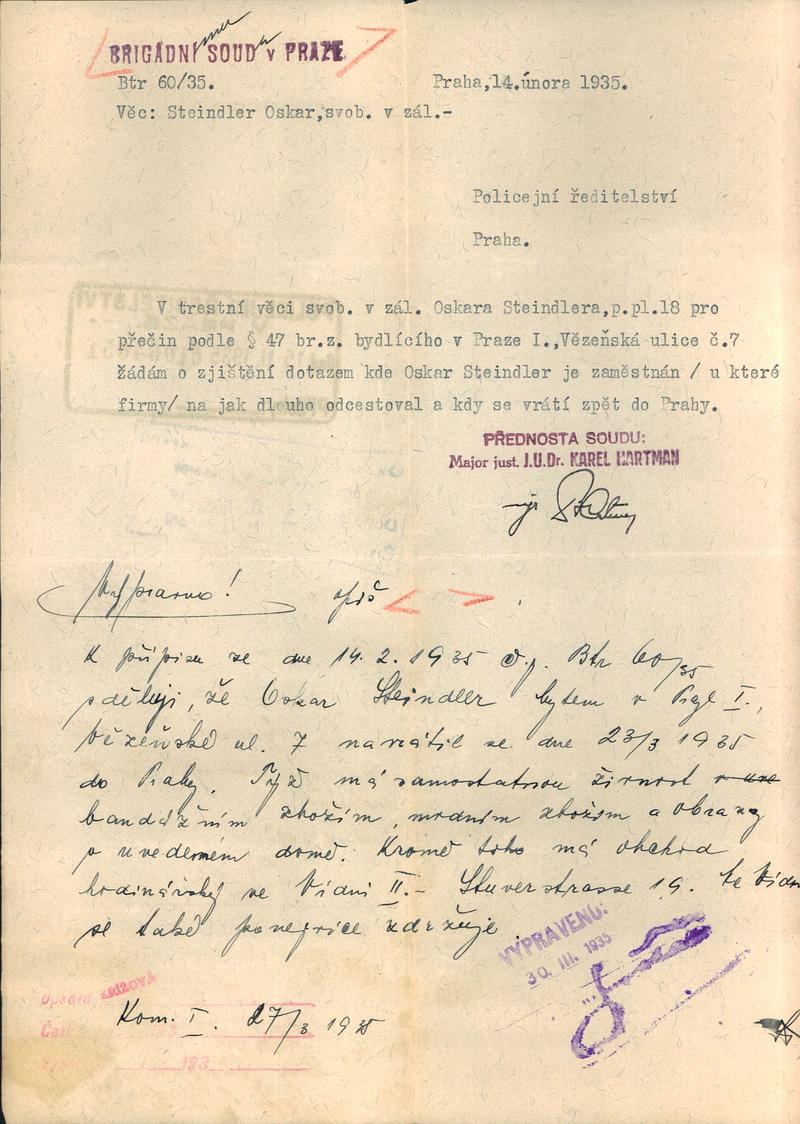 BRIGÁDNÍ SOUD V PRAZE
Btr 60/35. Praha,14.února 1935.
Věc: Steindler Oskar,svob. v zál.-
Policejní ředitelství
Praha.
V trestní věci svob. v zál. Oskara Steindlera,p.pl.18 pro
přečin podle § 47 br.z. bydlícího v Praze I.,Vězeňská ulice č.7
žádám o zjištění dotazem kde Oskar Steindler je zaměstnán / u které
firmy/ na jak dlouho odcestoval a kdy se vrátí zpět do Prahy.
PŘEDNOSTA SOUDU:
Major just. J.U.Dr. KAREL HARTMAN
opiš
K přípisu ze dne 14.2.1935 Btr 60/35
sděluji, že Oskar Steindler bytem v Praze I.,
Vězeňské ul. 7 navrátil se dne 23/3 1935
do Prahy. Týž má samostatnou živnost
bandážním zbožím, modním zbožím a obrazy
v uvedeném domě. Kromě toho má obchod
hodinářský ve Vídni II.- Stuverstrasse 19. Ve Vídni
se také ponejvíce zdržuje.
VYPRAVENO:
30. III. 1935
KŘÍŽOVÁ
Kom. I. 27/3 1935
193